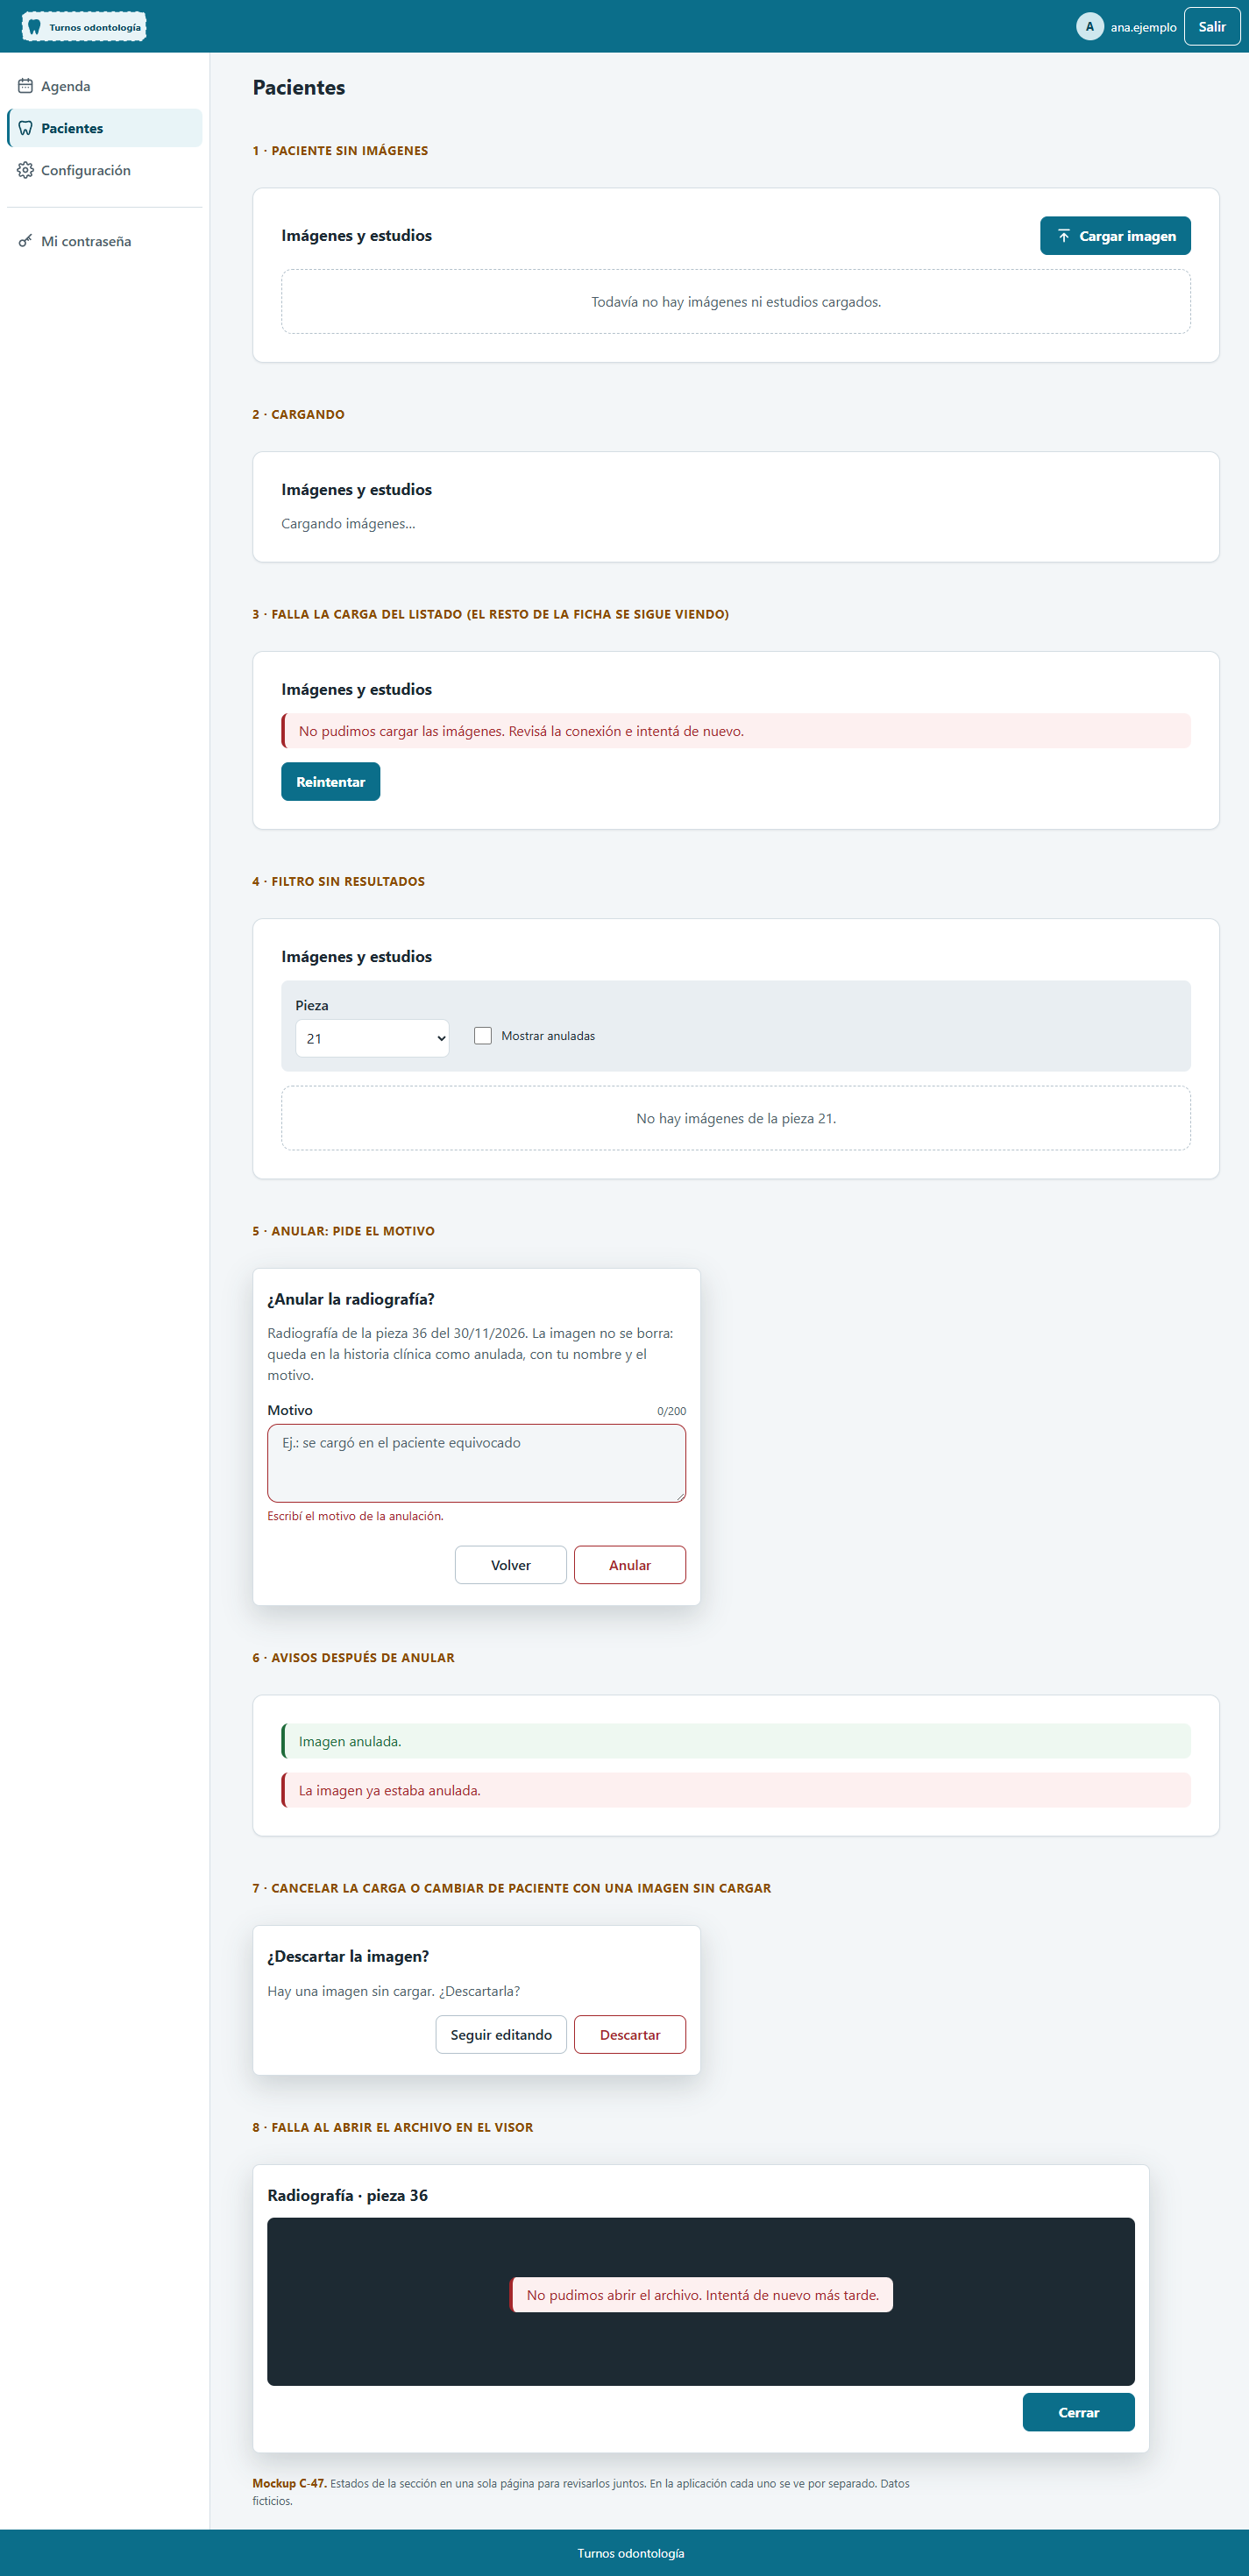 Turnos odontología
A
ana.ejemplo
Salir
Agenda
Pacientes
Configuración
Mi contraseña
Pacientes
1 · PACIENTE SIN IMÁGENES
Imágenes y estudios
Cargar imagen
Todavía no hay imágenes ni estudios cargados.
2 · CARGANDO
Imágenes y estudios
Cargando imágenes...
3 · FALLA LA CARGA DEL LISTADO (EL RESTO DE LA FICHA SE SIGUE VIENDO)
Imágenes y estudios
No pudimos cargar las imágenes. Revisá la conexión e intentá de nuevo.
Reintentar
4 · FILTRO SIN RESULTADOS
Imágenes y estudios
Pieza
21
Mostrar anuladas
No hay imágenes de la pieza 21.
5 · ANULAR: PIDE EL MOTIVO
¿Anular la radiografía?
Radiografía de la pieza 36 del 30/11/2026. La imagen no se borra:
queda en la historia clínica como anulada, con tu nombre y el
motivo.
Motivo
0/200
Ej.: se cargó en el paciente equivocado
Escribí el motivo de la anulación.
Volver
Anular
6 · AVISOS DESPUÉS DE ANULAR
Imagen anulada.
La imagen ya estaba anulada.
7 · CANCELAR LA CARGA O CAMBIAR DE PACIENTE CON UNA IMAGEN SIN CARGAR
¿Descartar la imagen?
Hay una imagen sin cargar. ¿Descartarla?
Seguir editando
Descartar
8 · FALLA AL ABRIR EL ARCHIVO EN EL VISOR
Radiografía · pieza 36
No pudimos abrir el archivo. Intentá de nuevo más tarde.
Cerrar
Mockup C-47. Estados de la sección en una sola página para revisarlos juntos. En la aplicación cada uno se ve por separado. Datos
ficticios.
Turnos odontología